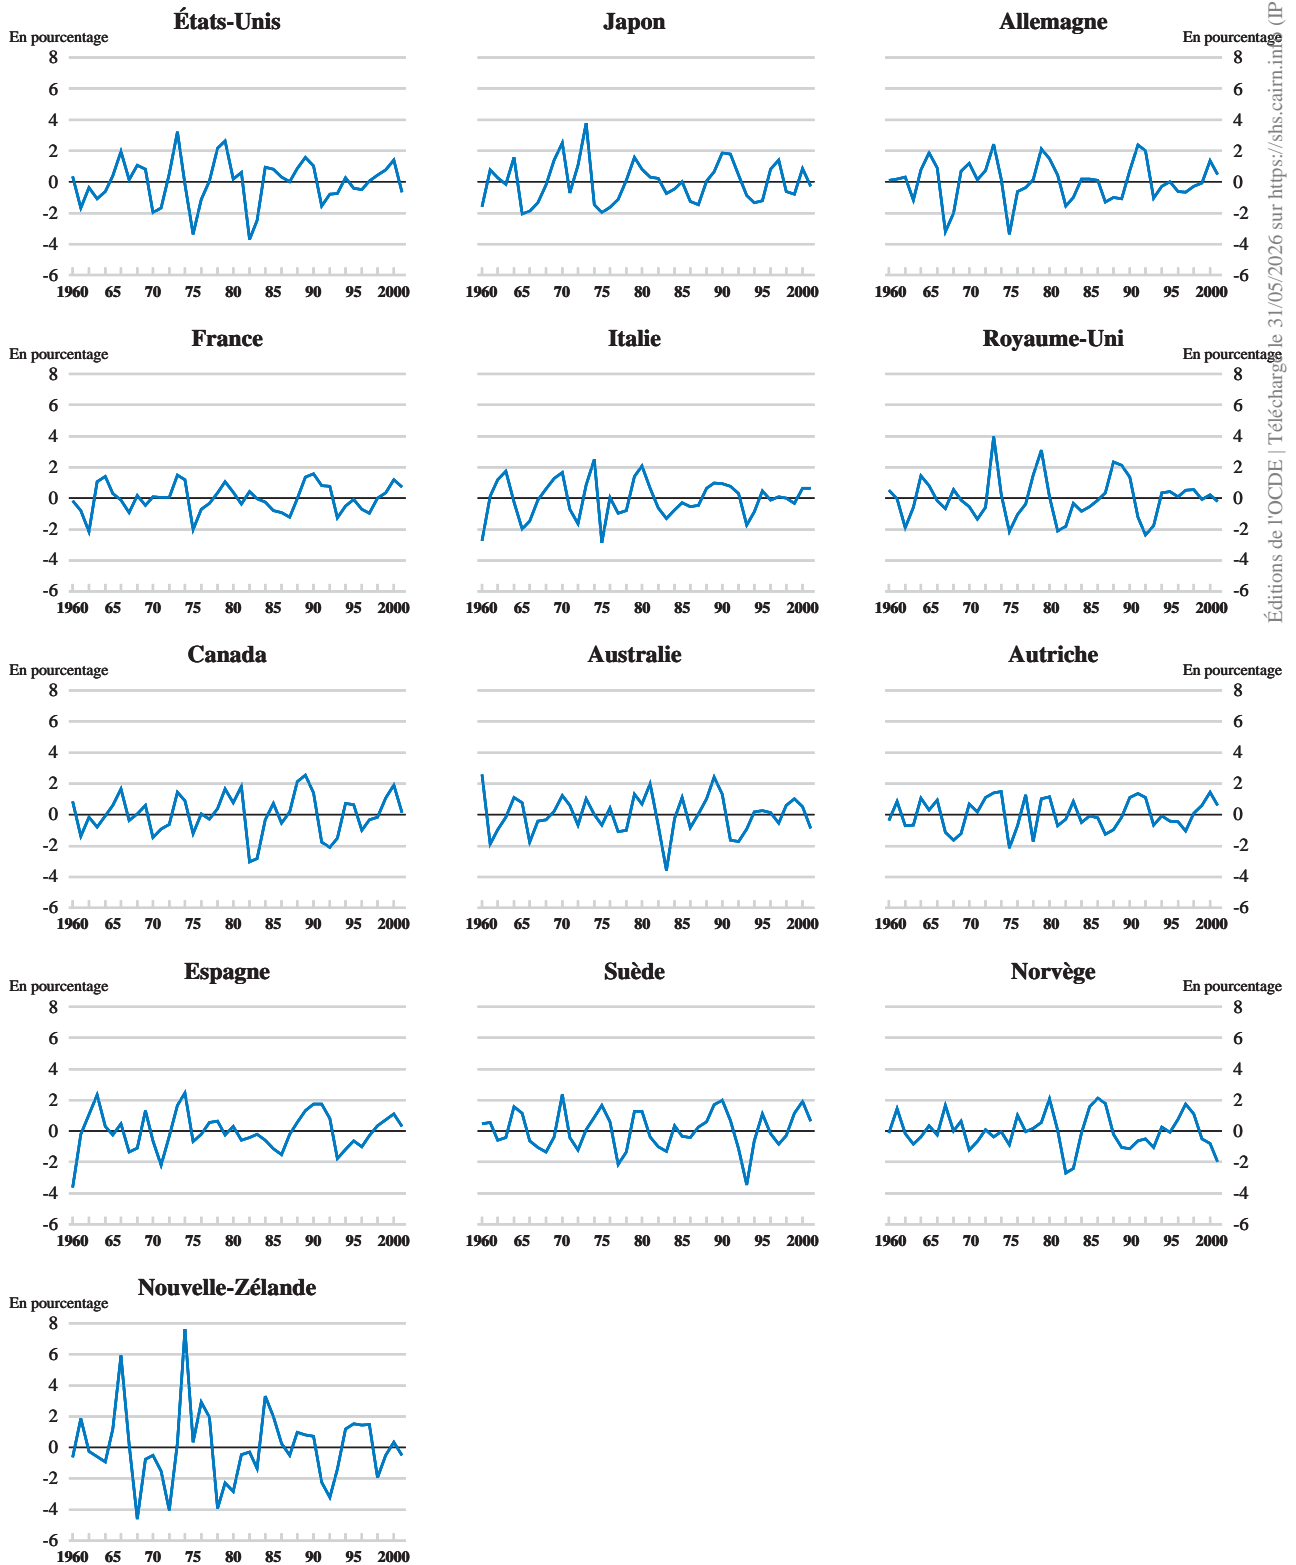 États-Unis
Japon
Allemagne
En pourcentage
En pourcentage
8
8
6
6
4
4
2
2
0
0
-2
-2
-4
-4
-6
-6
1960 65 70 75 80 85 90 95 2000
1960 65 70 75 80 85 90 95 2000
1960 65 70 75 80 85 90 95 2000
France
Italie
Royaume-Uni
En pourcentage
En pourcentage
8
8
6
6
4
4
2
2
0
0
-2
-2
-4
-4
-6
-6
1960 65 70 75 80 85 90 95 2000
1960 65 70 75 80 85 90 95 2000
1960 65 70 75 80 85 90 95 2000
Canada
Australie
Autriche
En pourcentage
En pourcentage
8
8
6
6
4
4
2
2
0
0
-2
-2
-4
-4
-6
-6
1960 65 70 75 80 85 90 95 2000
1960 65 70 75 80 85 90 95 2000
1960 65 70 75 80 85 90 95 2000
Espagne
Suède
Norvège
En pourcentage
En pourcentage
8
8
6
6
4
4
2
2
0
0
-2
-2
-4
-4
-6
-6
1960 65 70 75 80 85 90 95 2000
1960 65 70 75 80 85 90 95 2000
1960 65 70 75 80 85 90 95 2000
Nouvelle-Zélande
En pourcentage
8
6
4
2
0
-2
-4
-6
1960 65 70 75 80 85 90 95 2000
Éditions de l'OCDE | Téléchargé le 31/05/2026 sur https://shs.cairn.info (IP